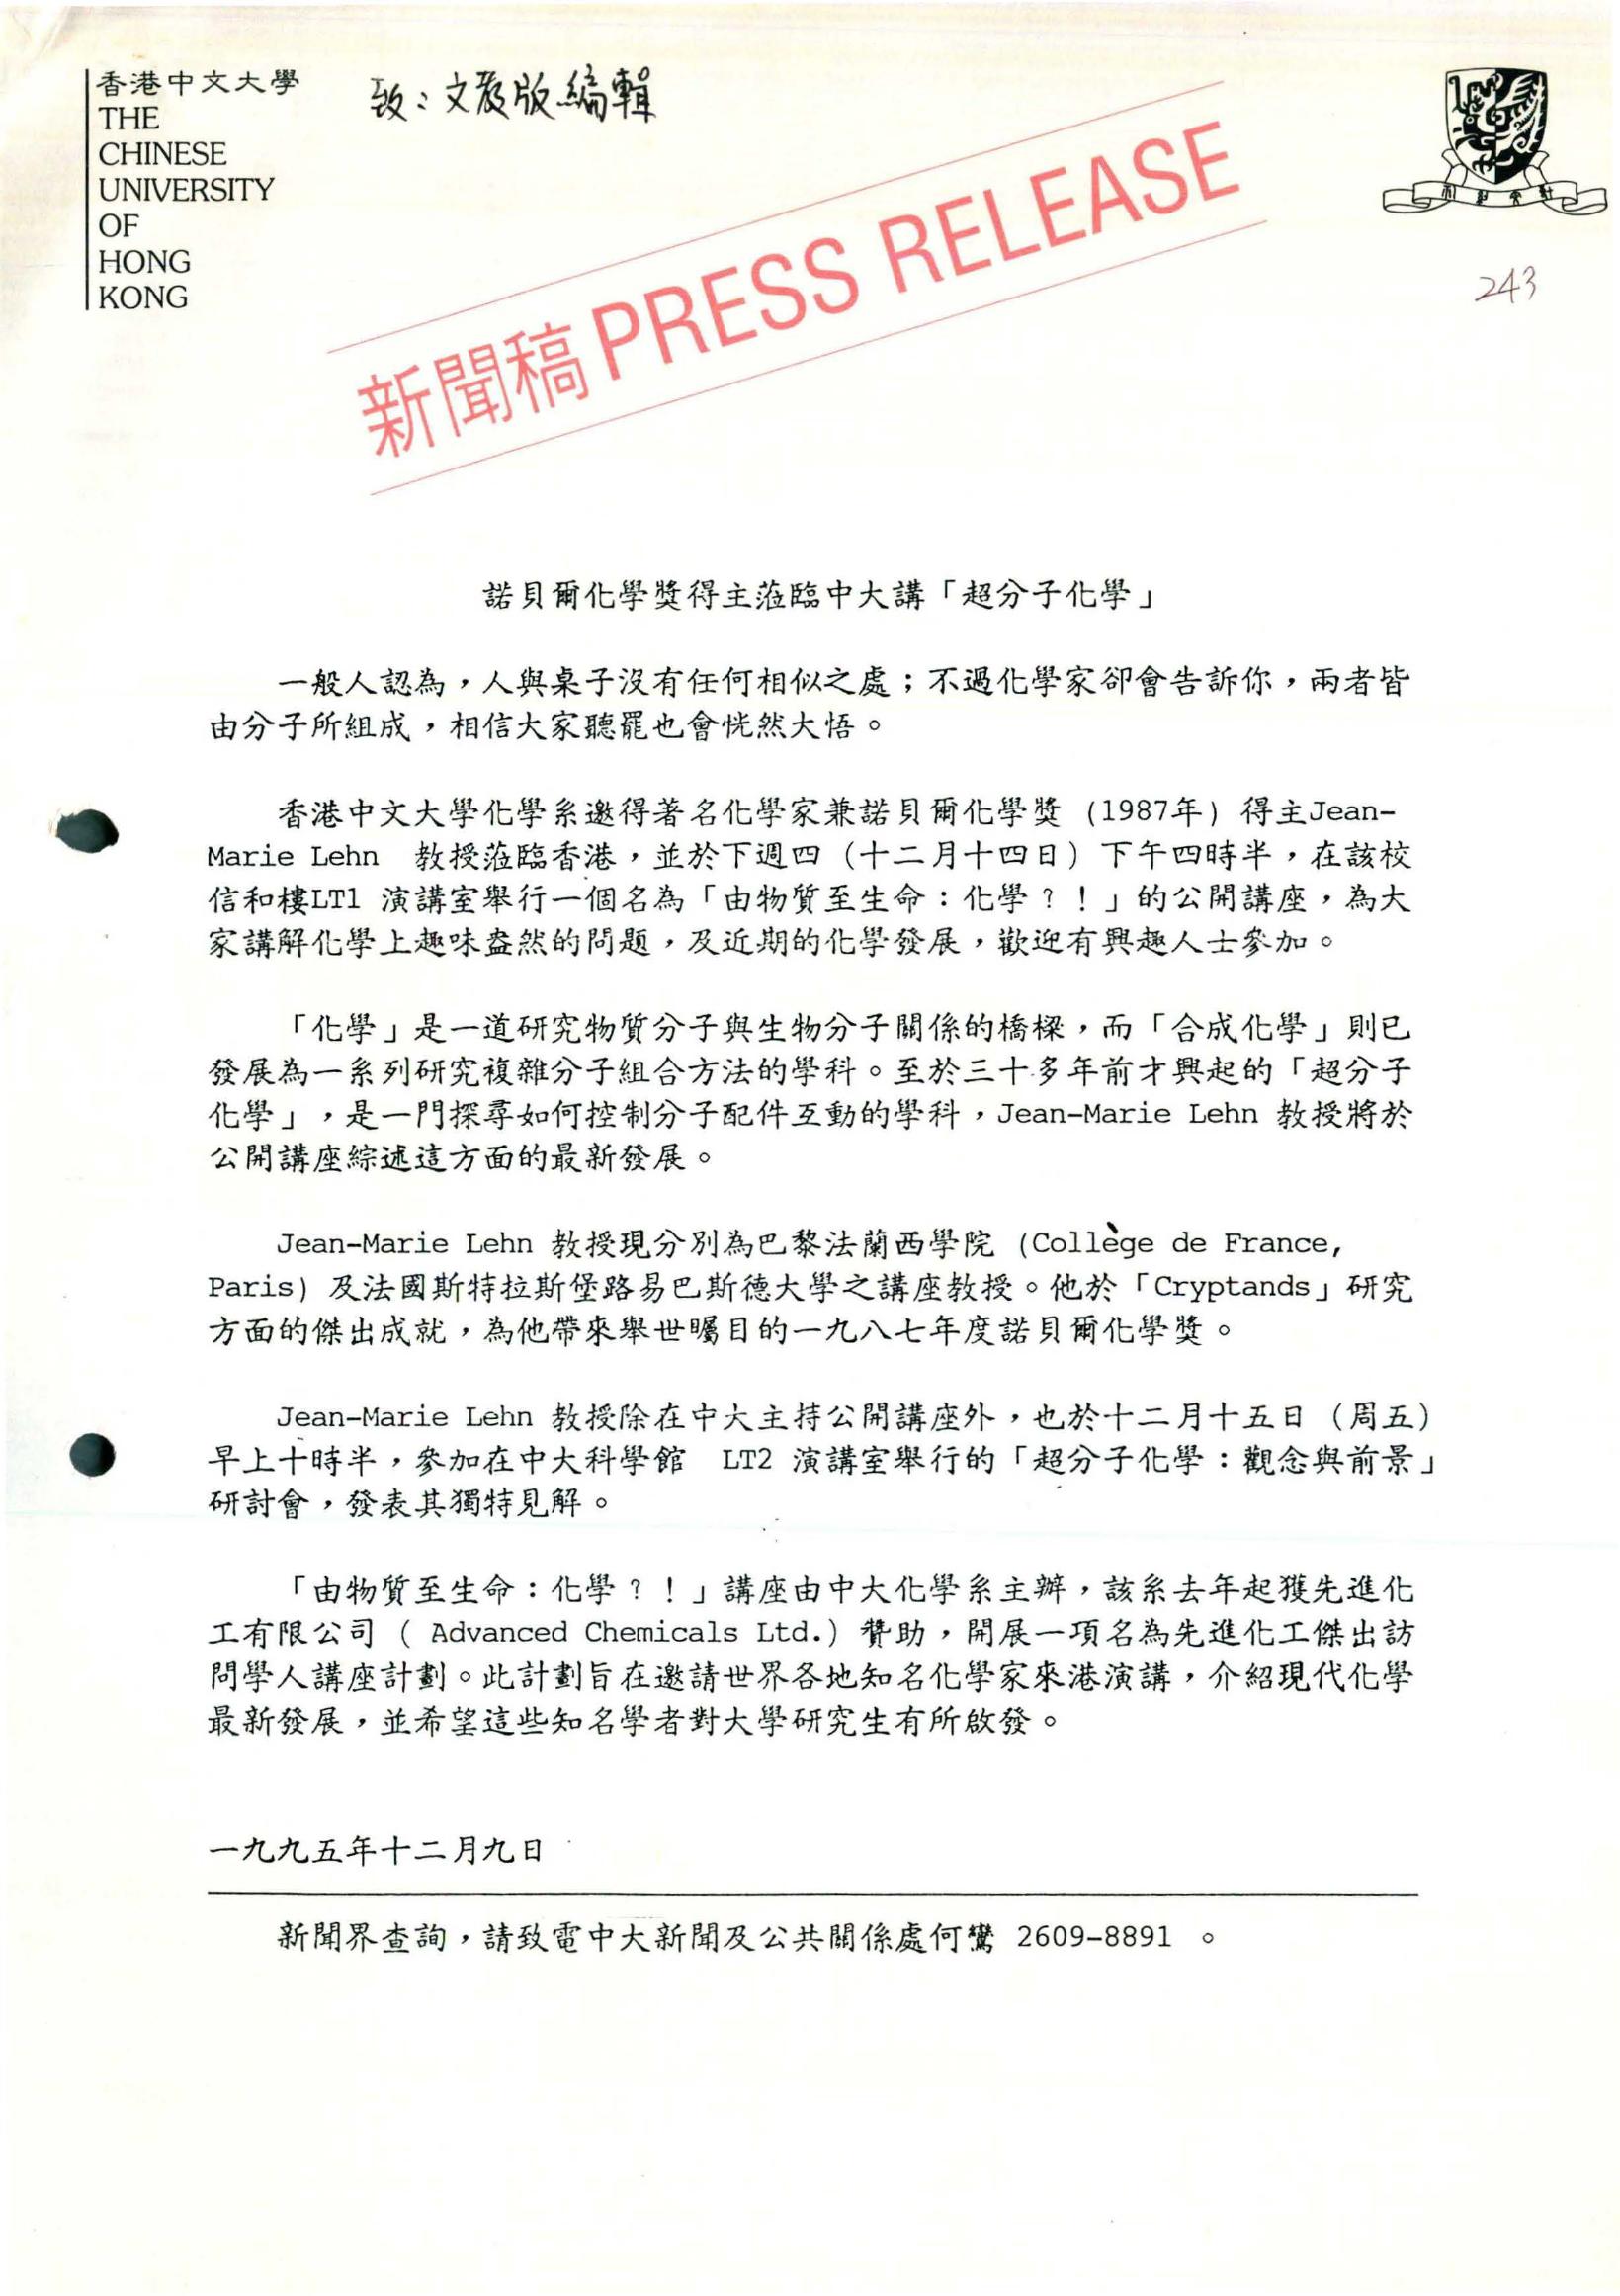 香港中文大學
THE
CHINESE
UNIVERSITY
OF
HONG
KONG
致：文教版編輯
新聞稿 PRESS RELEASE
243
諾貝爾化學獎得主蒞臨中大講「超分子化學」
一般人認為，人與桌子沒有任何相似之處；不過化學家卻會告訴你，兩者皆
由分子所組成，相信大家聽罷也會恍然大悟。
香港中文大學化學系邀得著名化學家兼諾貝爾化學獎 (1987年) 得主Jean-
Marie Lehn 教授蒞臨香港，並於下週四 (十二月十四日) 下午四時半，在該校
信和樓LT1 演講室舉行一個名為「由物質至生命：化學？！」的公開講座，為大
家講解化學上趣味盎然的問題，及近期的化學發展，歡迎有興趣人士參加。
「化學」是一道研究物質分子與生物分子關係的橋樑，而「合成化學」則已
發展為一系列研究複雜分子組合方法的學科。至於三十多年前才興起的「超分子
化學」，是一門探尋如何控制分子配件互動的學科，Jean-Marie Lehn 教授將於
公開講座綜述這方面的最新發展。
Jean-Marie Lehn 教授現分別為巴黎法蘭西學院 (Collège de France,
Paris) 及法國斯特拉斯堡路易巴斯德大學之講座教授。他於「Cryptands」研究
方面的傑出成就，為他帶來舉世矚目的一九八七年度諾貝爾化學獎。
Jean-Marie Lehn 教授除在中大主持公開講座外，也於十二月十五日 (周五)
早上十時半，參加在中大科學館 LT2 演講室舉行的「超分子化學：觀念與前景」
研討會，發表其獨特見解。
「由物質至生命：化學？！」講座由中大化學系主辦，該系去年起獲先進化
工有限公司 ( Advanced Chemicals Ltd.) 贊助，開展一項名為先進化工傑出訪
問學人講座計劃。此計劃旨在邀請世界各地知名化學家來港演講，介紹現代化學
最新發展，並希望這些知名學者對大學研究生有所啟發。
一九九五年十二月九日
新聞界查詢，請致電中大新聞及公共關係處何鸞 2609-8891 。